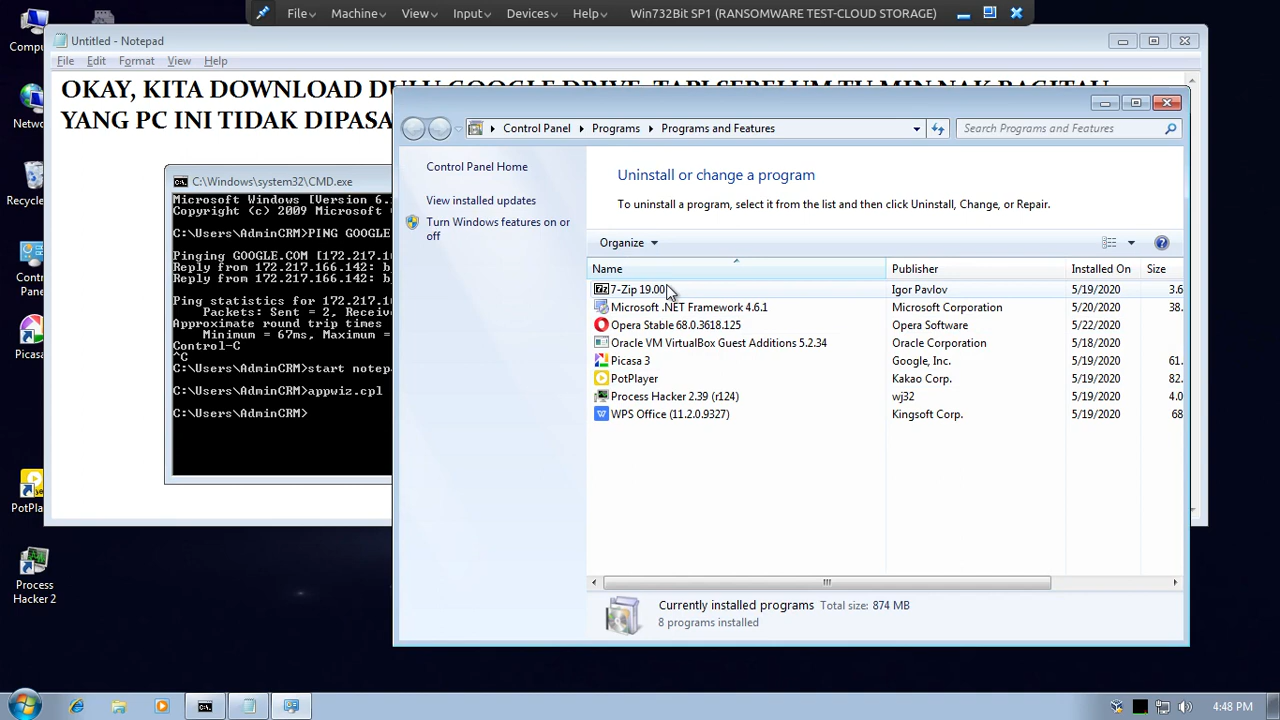 File Machine View Input Devices Help Win732Bit SP1 (RANSOMWARE TEST-CLOUD STORAGE)
Untitled - Notepad
File Edit Format View Help
OKAY, KITA DOWNLOAD DULU GOOGLE DRIVE, TAPI SEBELUM TU MIN NAK BAGITAU
YANG PC INI TIDAK DIPASA
Control Panel Programs Programs and Features
Search Programs and Features
Control Panel Home
View installed updates
Turn Windows features on or
off
Uninstall or change a program
To uninstall a program, select it from the list and then click Uninstall, Change, or Repair.
Organize
Name Publisher Installed On Size
7-Zip 19.00 Igor Pavlov 5/19/2020 3.6
Microsoft .NET Framework 4.6.1 Microsoft Corporation 5/20/2020 38.
Opera Stable 68.0.3618.125 Opera Software 5/22/2020
Oracle VM VirtualBox Guest Additions 5.2.34 Oracle Corporation 5/18/2020
Picasa 3 Google, Inc. 5/19/2020 61.
PotPlayer Kakao Corp. 5/19/2020 82.
Process Hacker 2.39 (r124) wj32 5/19/2020
WPS Office (11.2.0.9327) Kingsoft Corp. 5/19/2020 68
Currently installed programs Total size: 874 MB
8 programs installed
C:\Windows\system32\CMD.exe
Microsoft Windows [Version 6.
Copyright (c) 2009 Microsoft
C:\Users\AdminCRM>PING GOOGLE
Pinging GOOGLE.COM [172.217.1
Reply from 172.217.166.142: b
Reply from 172.217.166.142: b
Ping statistics for 172.217.1
Packets: Sent = 2, Receive
Approximate round trip times
Minimum = 67ms, Maximum =
Control-C
^C
C:\Users\AdminCRM>start notep
C:\Users\AdminCRM>appwiz.cpl
C:\Users\AdminCRM>
Compu
Netwo
Recycle
Contr
Pane
Picasa
PotPla
Process
Hacker 2
4:48 PM